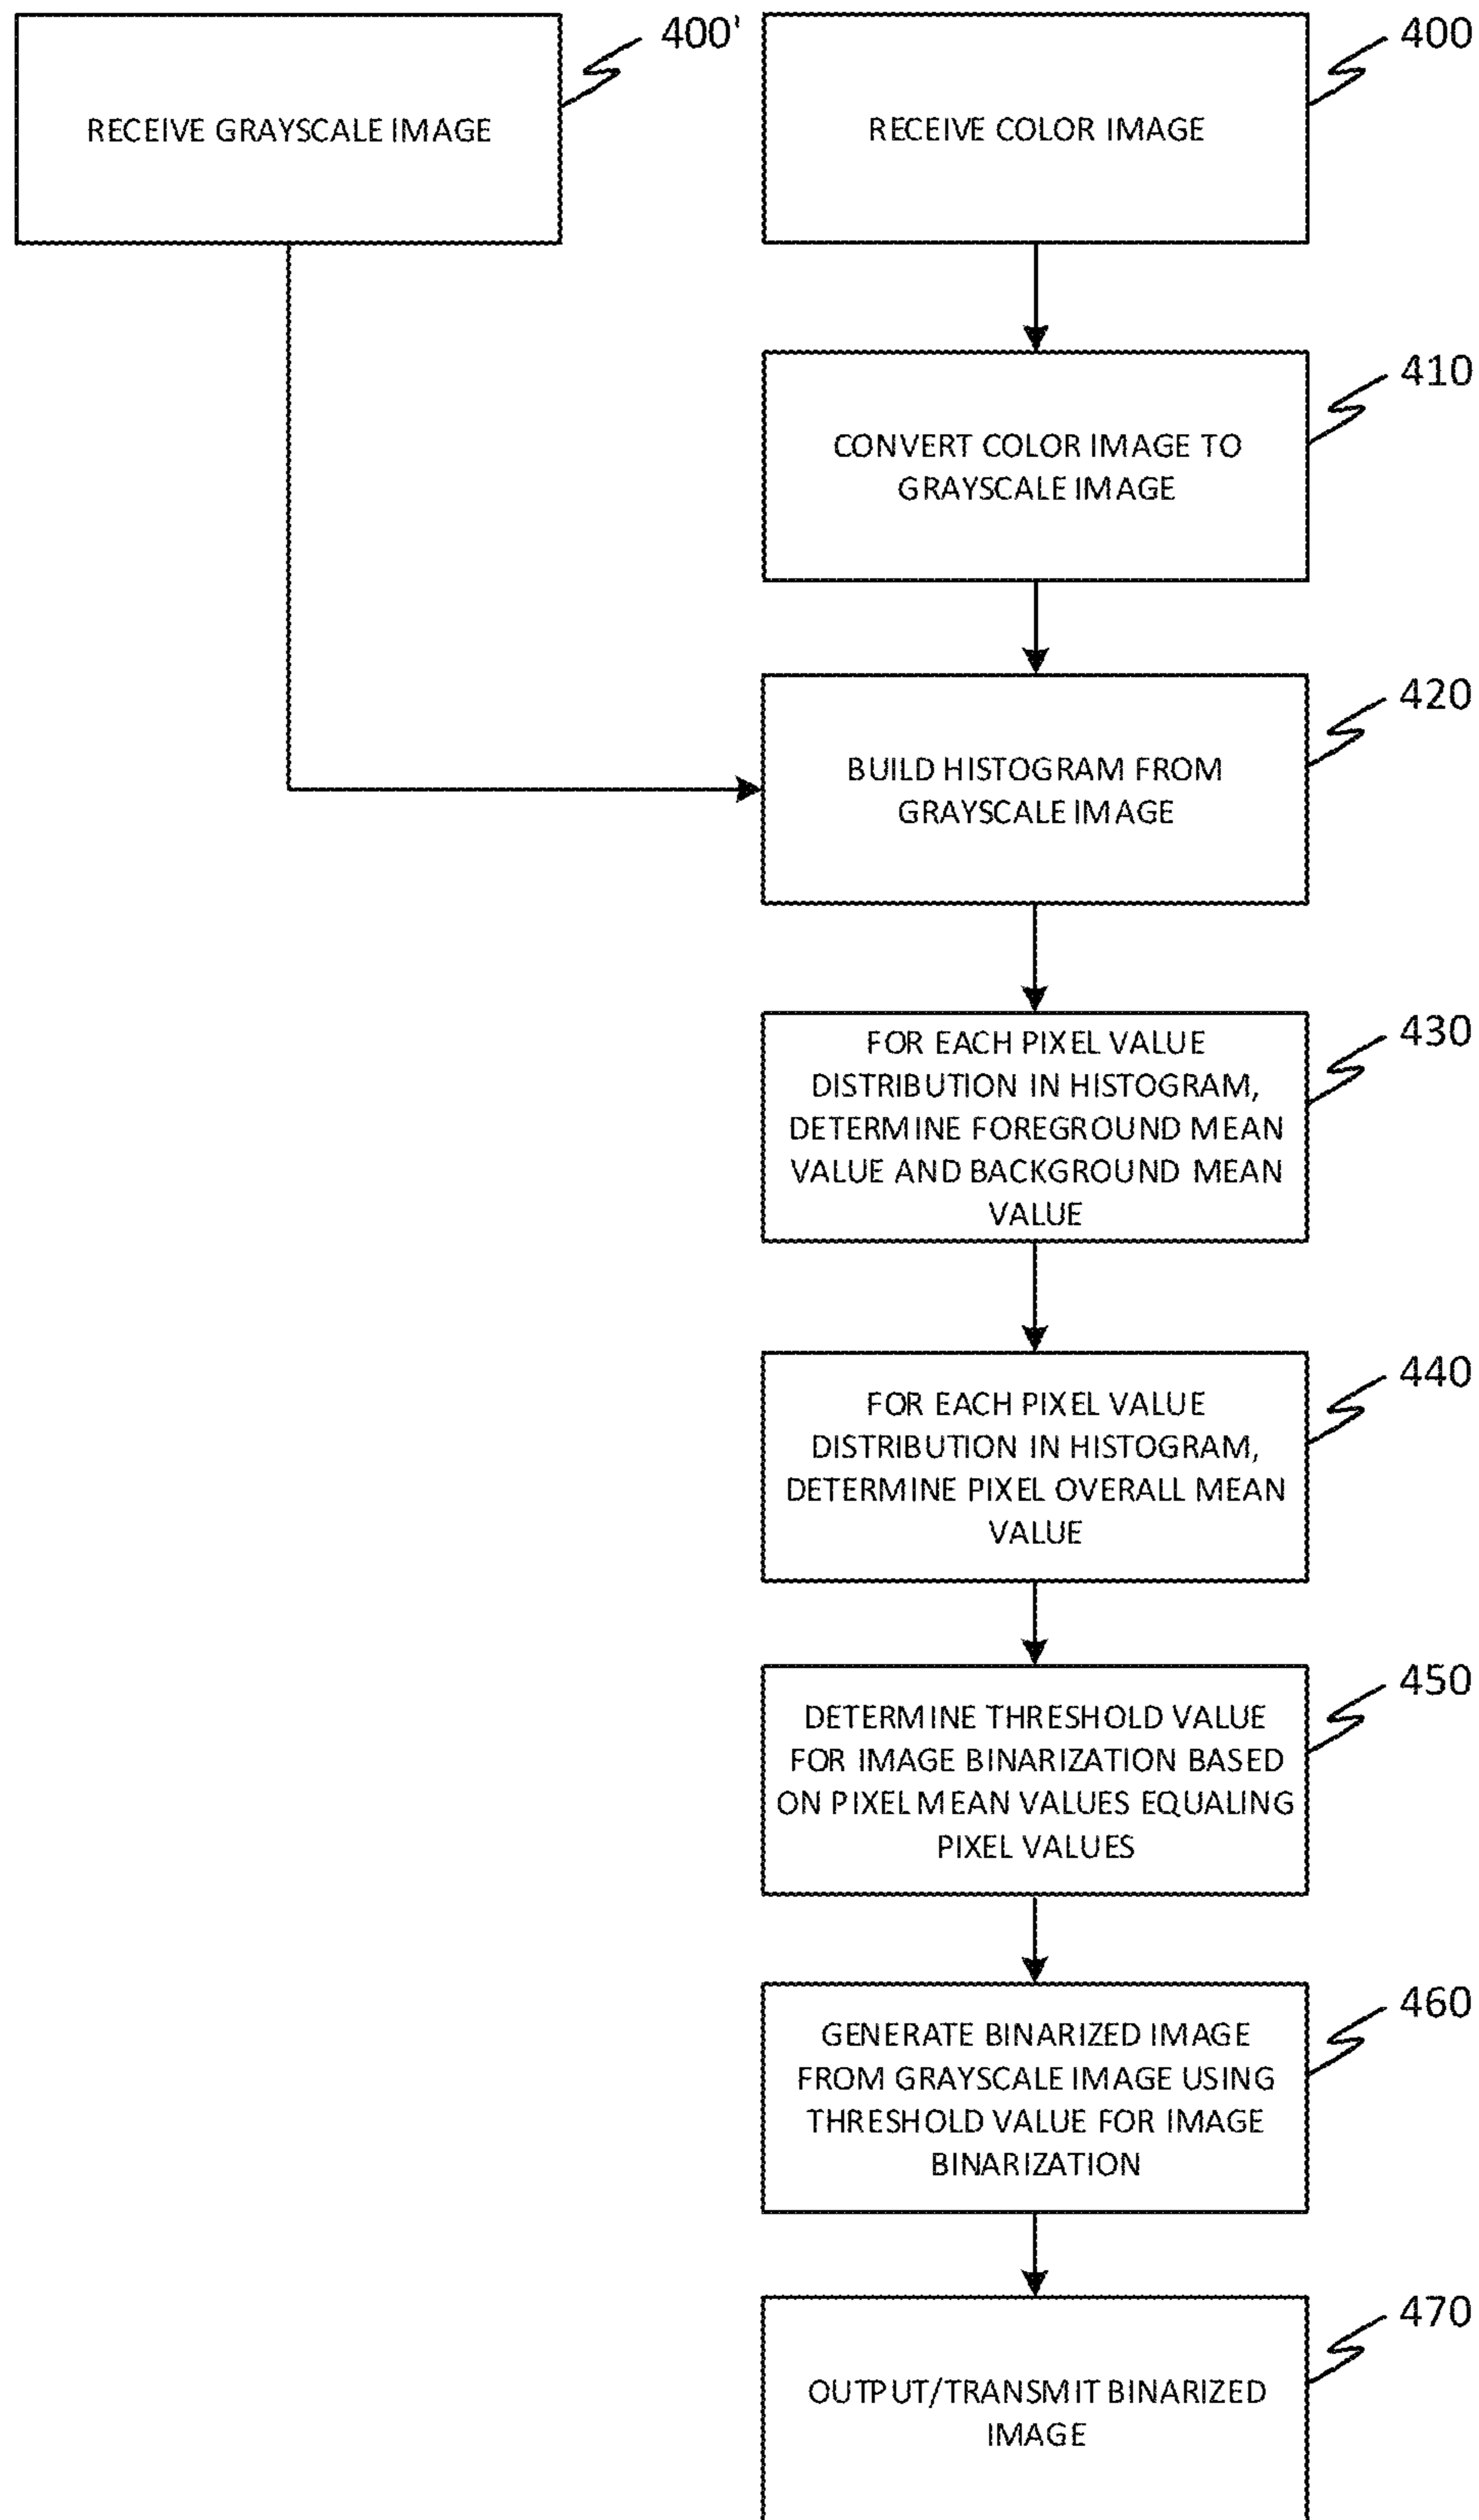 400'
RECEIVE GRAYSCALE IMAGE
400
RECEIVE COLOR IMAGE
410
CONVERT COLOR IMAGE TO
GRAYSCALE IMAGE
420
BUILD HISTOGRAM FROM
GRAYSCALE IMAGE
430
FOR EACH PIXEL VALUE
DISTRIBUTION IN HISTOGRAM,
DETERMINE FOREGROUND MEAN
VALUE AND BACKGROUND MEAN
VALUE
440
FOR EACH PIXEL VALUE
DISTRIBUTION IN HISTOGRAM,
DETERMINE PIXEL OVERALL MEAN
VALUE
450
DETERMINE THRESHOLD VALUE
FOR IMAGE BINARIZATION BASED
ON PIXEL MEAN VALUES EQUALING
PIXEL VALUES
460
GENERATE BINARIZED IMAGE
FROM GRAYSCALE IMAGE USING
THRESHOLD VALUE FOR IMAGE
BINARIZATION
470
OUTPUT/TRANSMIT BINARIZED
IMAGE